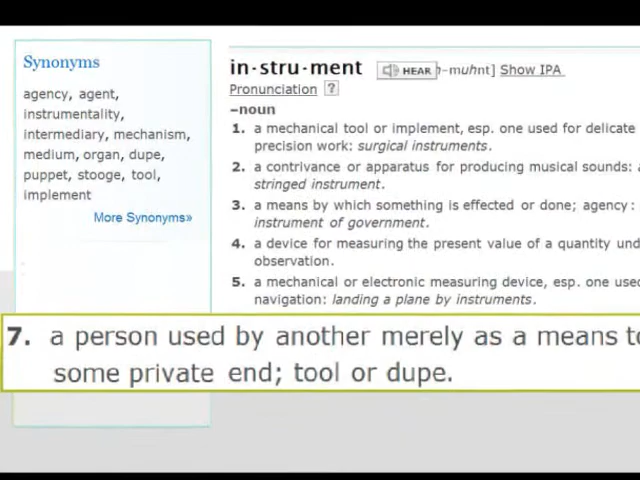 Synonyms
agency, agent,
instrumentality,
intermediary, mechanism,
medium, organ, dupe,
puppet, stooge, tool,
implement
More Synonyms»
in·stru·ment HEAR -muhnt] Show IPA
Pronunciation ?
–noun
1. a mechanical tool or implement, esp. one used for delicate
precision work: surgical instruments.
2. a contrivance or apparatus for producing musical sounds: a
stringed instrument.
3. a means by which something is effected or done; agency:
instrument of government.
4. a device for measuring the present value of a quantity und
observation.
5. a mechanical or electronic measuring device, esp. one used
navigation: landing a plane by instruments.
7. a person used by another merely as a means to
some private end; tool or dupe.